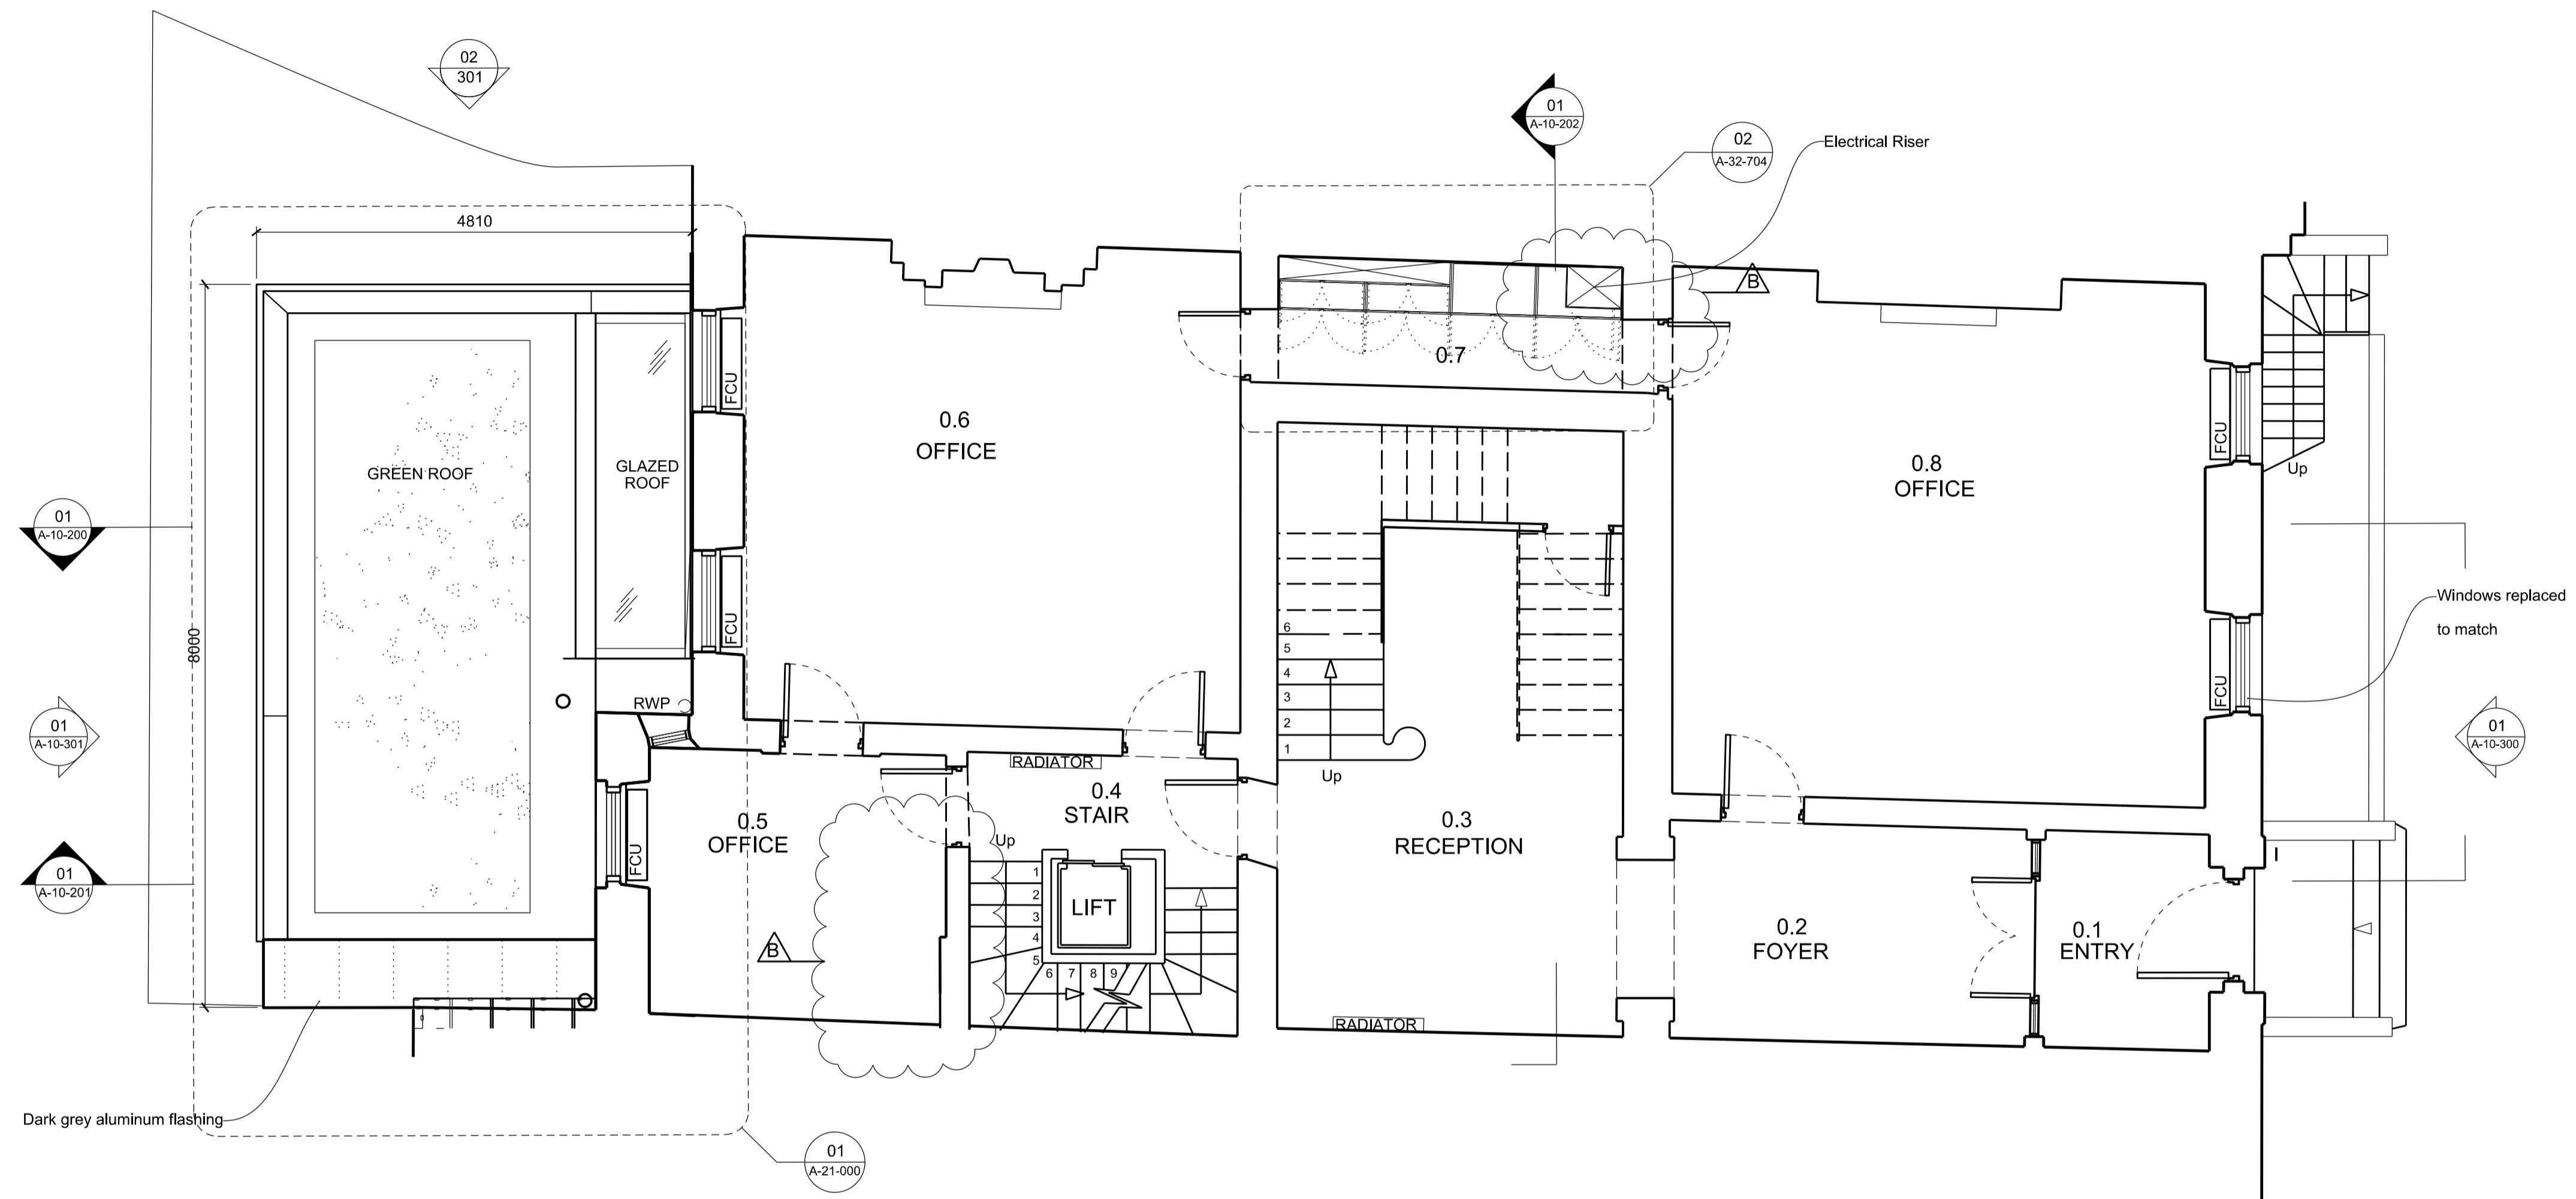 02
301
01
A-10-202
02
A-32-704
Electrical Riser
4810
B
FCU
0.7
FCU
0.6
OFFICE
0.8
OFFICE
GREEN ROOF
GLAZED
ROOF
Up
01
A-10-200
Windows replaced
to match
8000
FCU
6
5
4
3
2
1
Up
FCU
RWP
01
A-10-301
01
A-10-300
RADIATOR
0.4
STAIR
0.5
OFFICE
0.3
RECEPTION
Up
FCU
01
A-10-201
1
2
3
4
5
6
7
8
9
LIFT
0.2
FOYER
0.1
ENTRY
B
RADIATOR
Dark grey aluminum flashing
01
A-21-000